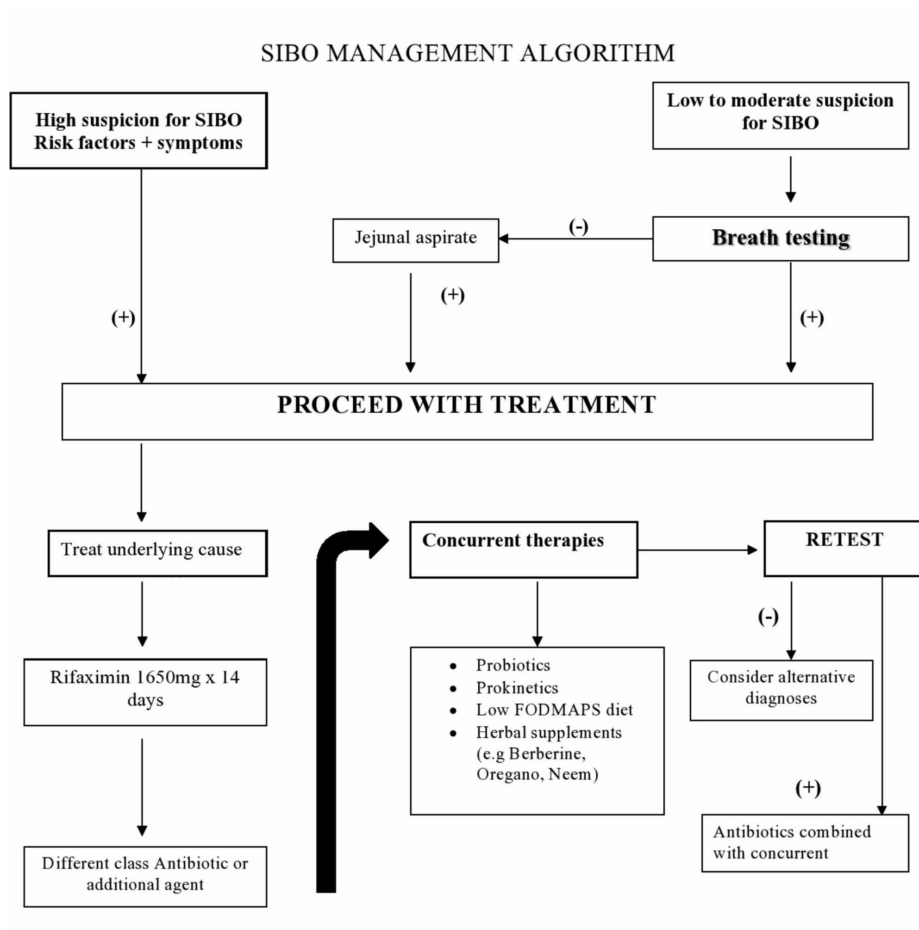 SIBO MANAGEMENT ALGORITHM
High suspicion for SIBO
Risk factors + symptoms
Low to moderate suspicion
for SIBO
Jejunal aspirate
(-)
Breath testing
(+)
(+)
(+)
PROCEED WITH TREATMENT
Treat underlying cause
Concurrent therapies
RETEST
Rifaximin 1650mg x 14
days
• Probiotics
• Prokinetics
• Low FODMAPS diet
• Herbal supplements
(e.g Berberine,
Oregano, Neem)
(-)
Consider alternative
diagnoses
(+)
Antibiotics combined
with concurrent
Different class Antibiotic or
additional agent